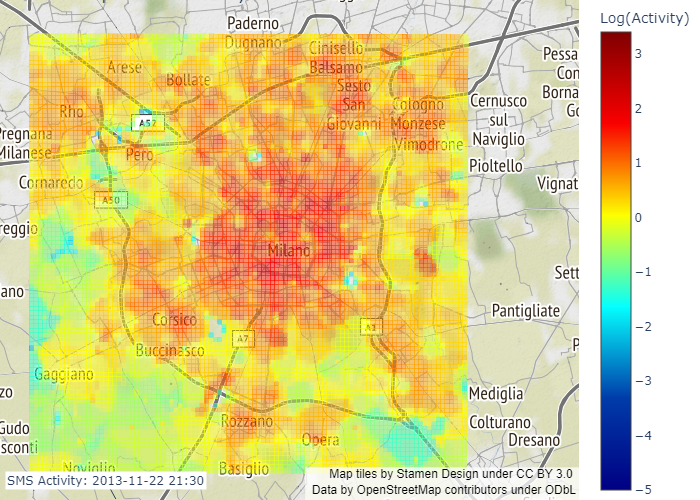 Log(Activity)
3
2
1
0
−1
−2
−3
−4
−5
Paderno
Dugnano
Cinisello
Balsamo
Arese
Bollate
Sesto
San
Giovanni
Cologno
Monzese
Vimodrone
Cernusco
sul
Naviglio
Pessa
Con
Borna
Go
Rho
A52
Pregnana
Milanese
Pero
Pioltello
Cornaredo
A50
Vignat
reggio
Milano
Sett
ano
Pantigliate
Corsico
A7
A1
Buccinasco
P
Gaggiano
zo
Mediglia
Rozzano
Colturano
Gudo
sconti
Opera
Dresano
Noviglio
Basiglio
SMS Activity: 2013-11-22 21:30
Map tiles by Stamen Design under CC BY 3.0
Data by OpenStreetMap contributors under ODbL